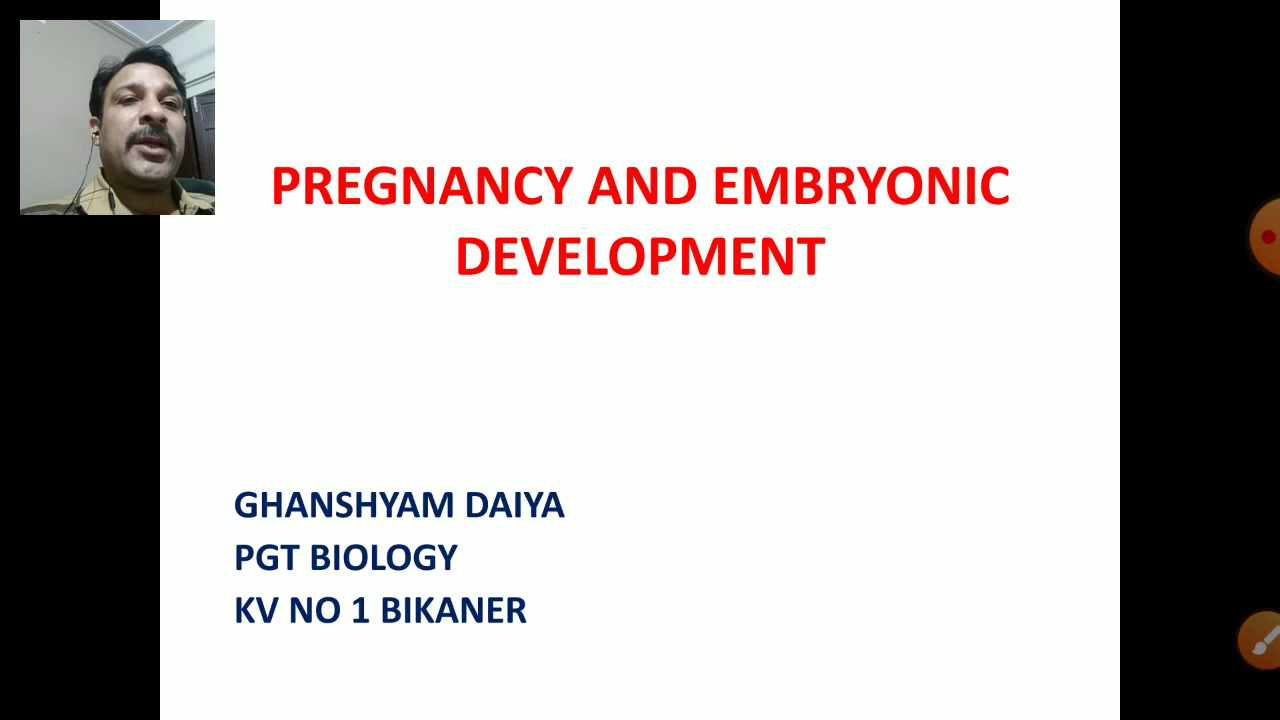 PREGNANCY AND EMBRYONIC
DEVELOPMENT
GHANSHYAM DAIYA
PGT BIOLOGY
KV NO 1 BIKANER